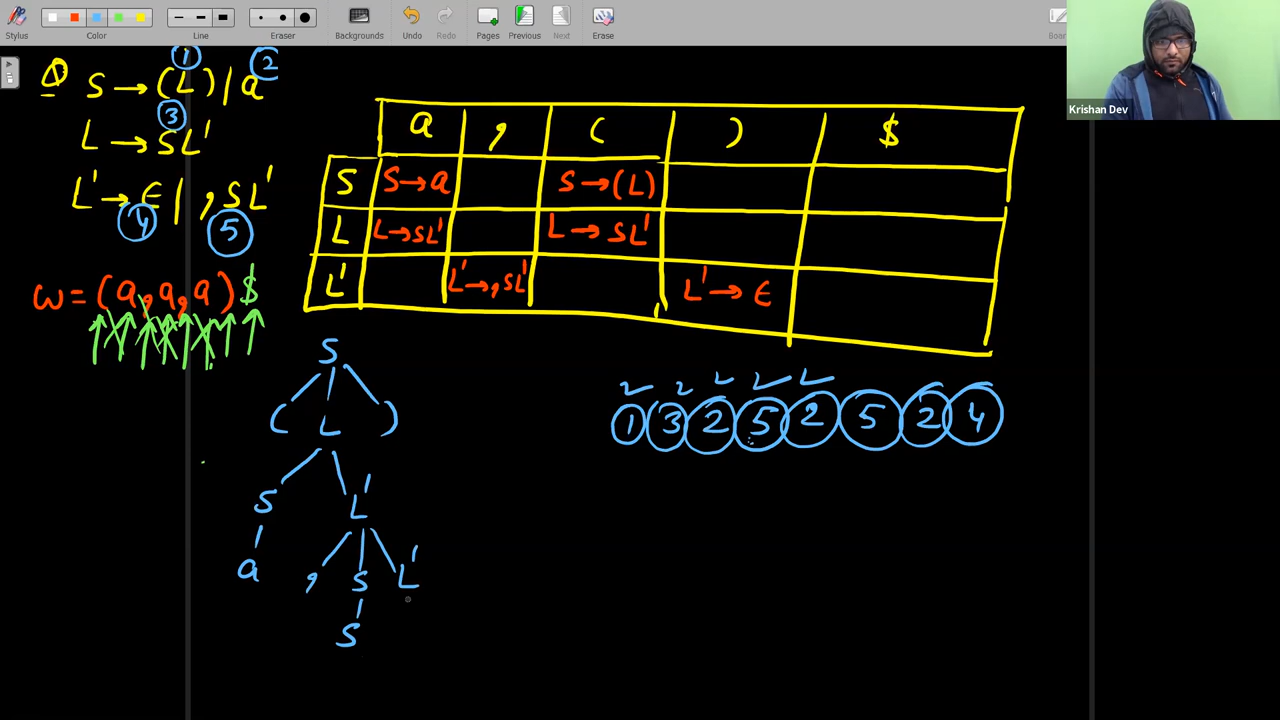 Stylus Color Line Eraser Backgrounds Undo Redo Pages Previous Next Erase
Krishan Dev
Q S → (L) | a
1 2
L → SL'
3
L' → ε | , SL'
4 5
w = (a,a,a)$
a , ( ) $
S S→a S→(L)
L L→SL' L→SL'
L' L'→,SL' L'→ε
1 3 2 5 2 5 2 4
S
( L )
S L'
a , S L'
S